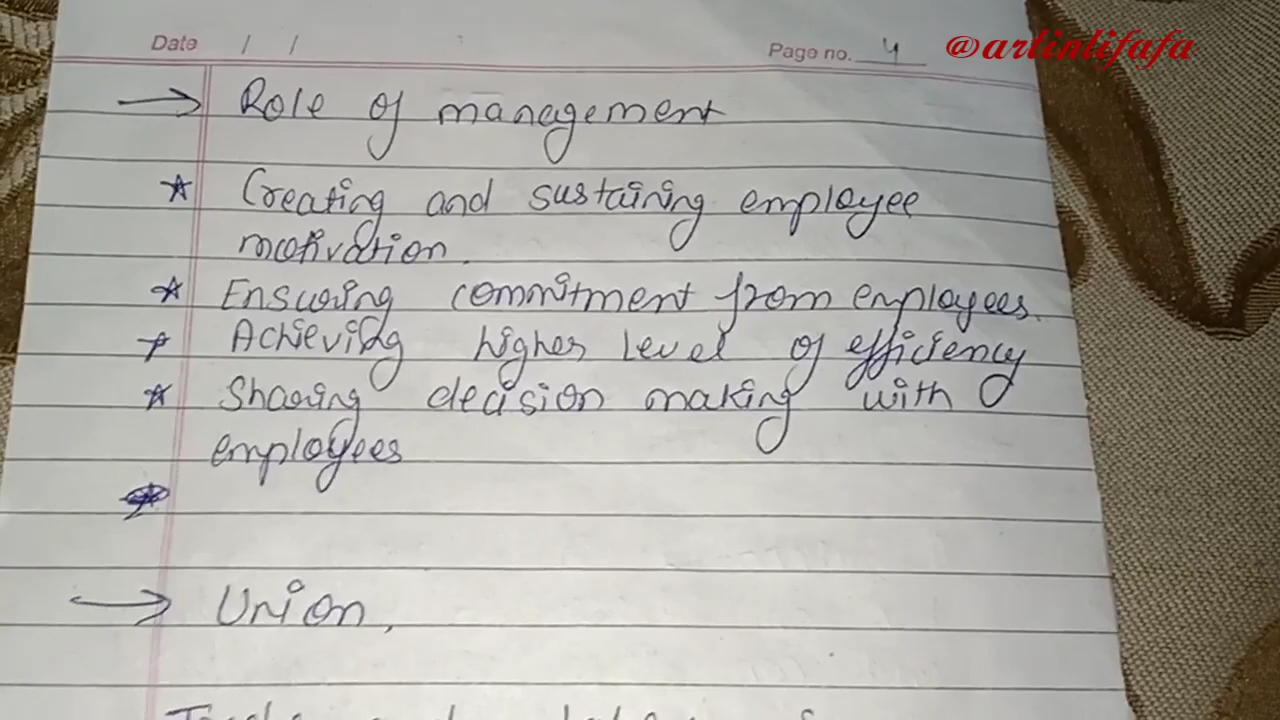 Date / / Page no. 4 @artinlifafa
→ Role of management
* Creating and sustaining employee
motivation.
* Ensuring commitment from employees.
* Achieving higher level of efficiency
* Sharing decision making with
employees
→ Union.